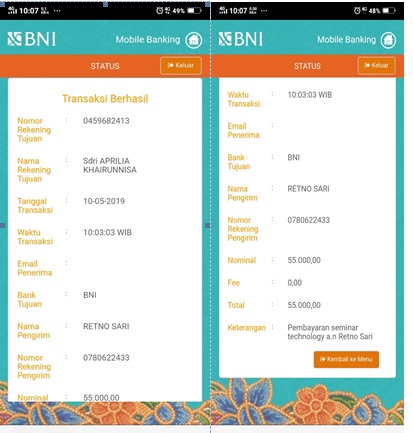 10:07 49%
BNI Mobile Banking
STATUS Keluar
Transaksi Berhasil
Nomor Rekening Tujuan : 0459682413
Nama Rekening Tujuan : Sdri APRILIA KHAIRUNNISA
Tanggal Transaksi : 10-05-2019
Waktu Transaksi : 10:03:03 WIB
Email Penerima :
Bank Tujuan : BNI
Nama Pengirim : RETNO SARI
Nomor Rekening Pengirim : 0780622433
Nominal : 55.000,00
10:07 48%
BNI Mobile Banking
STATUS Keluar
Waktu Transaksi : 10:03:03 WIB
Email Penerima :
Bank Tujuan : BNI
Nama Pengirim : RETNO SARI
Nomor Rekening Pengirim : 0780622433
Nominal : 55.000,00
Fee : 0,00
Total : 55.000,00
Keterangan : Pembayaran seminar technology a.n Retno Sari
Kembali ke Menu